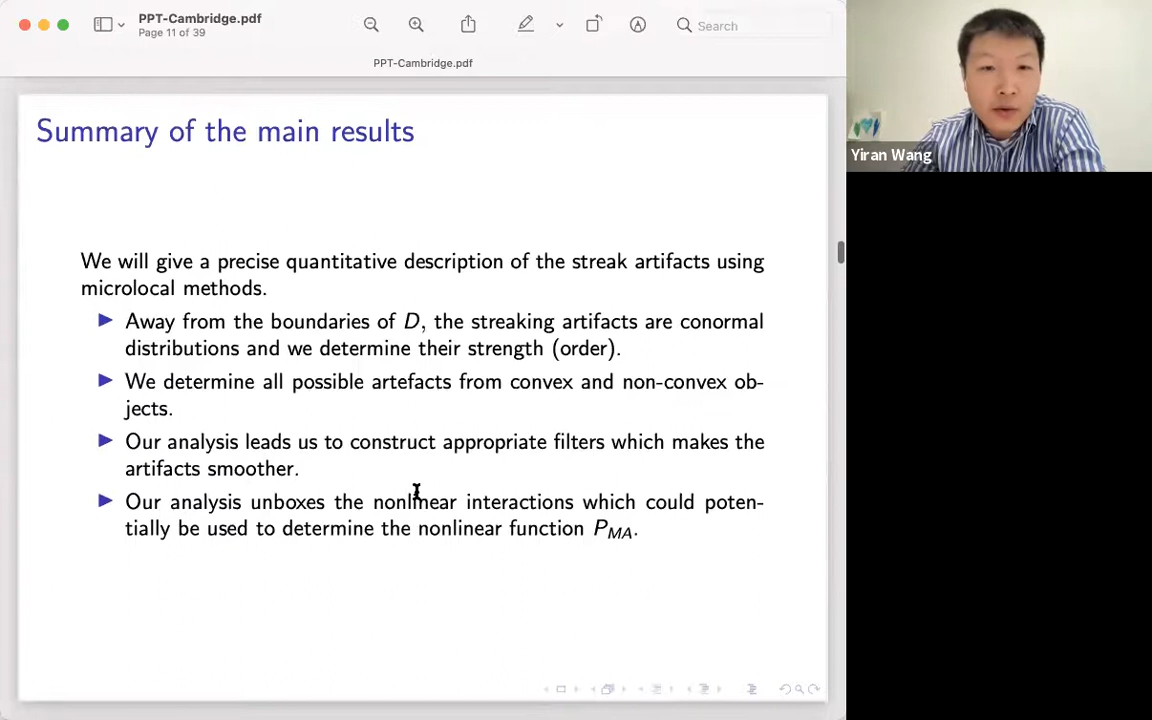 PPT-Cambridge.pdf
Page 11 of 39
Search
PPT-Cambridge.pdf
Summary of the main results
We will give a precise quantitative description of the streak artifacts using
microlocal methods.
Away from the boundaries of D, the streaking artifacts are conormal
distributions and we determine their strength (order).
We determine all possible artefacts from convex and non-convex ob-
jects.
Our analysis leads us to construct appropriate filters which makes the
artifacts smoother.
Our analysis unboxes the nonlinear interactions which could poten-
tially be used to determine the nonlinear function P_MA.
Yiran Wang